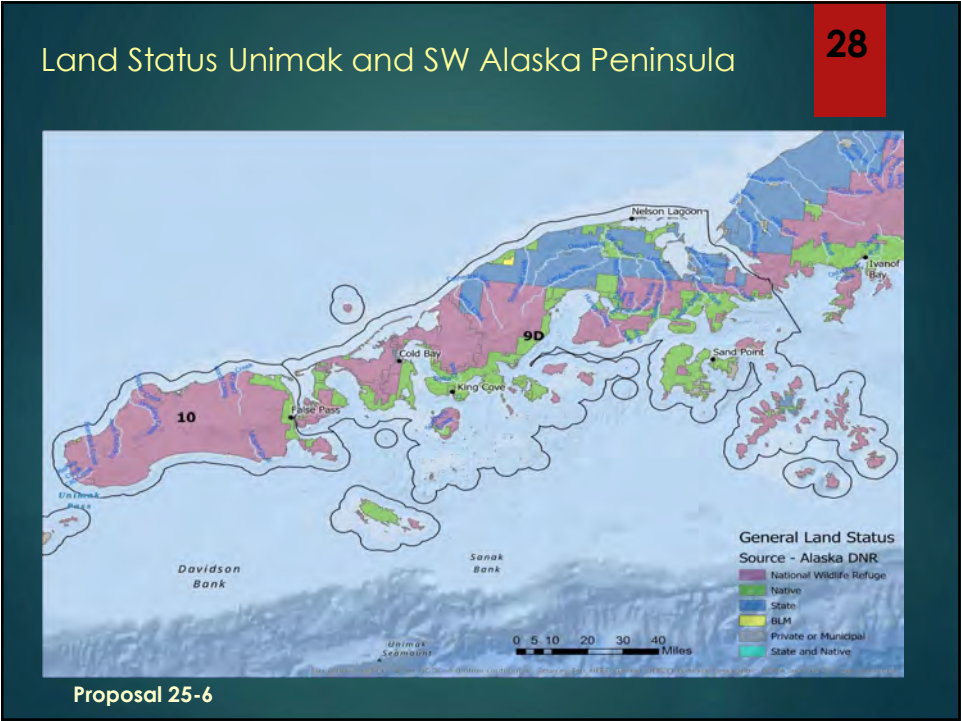 Land Status Unimak and SW Alaska Peninsula
28
Nelson Lagoon
Ivanof
Bay
9D
Cold Bay
Sand Point
King Cove
False Pass
10
Unimak
Pass
Davidson
Bank
Sanak
Bank
Unimak
Seamount
General Land Status
Source - Alaska DNR
National Wildlife Refuge
Native
State
BLM
Private or Municipal
State and Native
0 5 10 20 30 40
Miles
Proposal 25-6